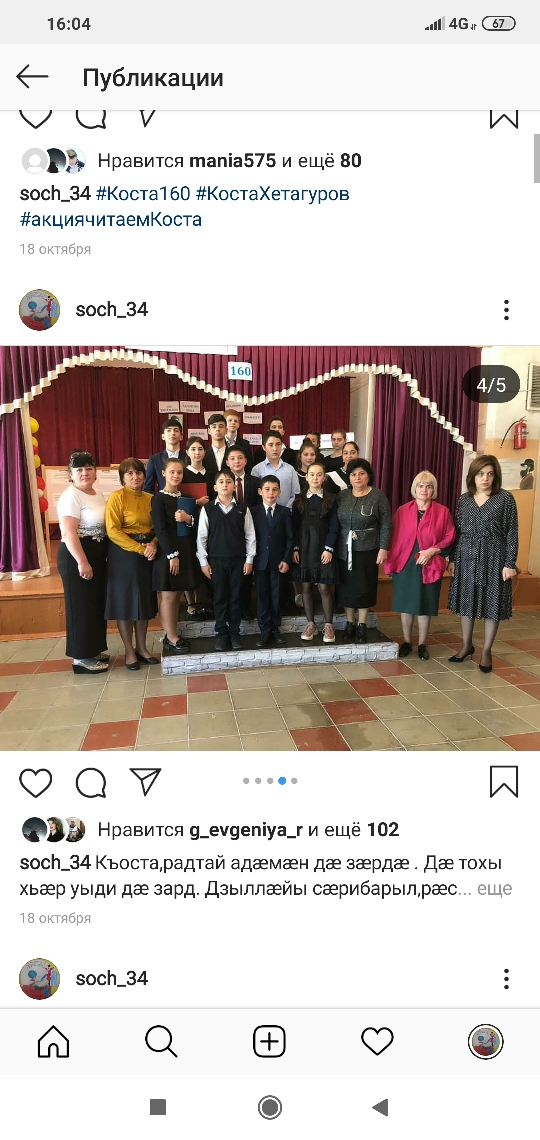 16:04
4G
67
Публикации
Нравится mania575 и ещё 80
soch_34 #Коста160 #КостаХетагуров
#акциячитаемКоста
18 октября
soch_34
160
4/5
Нравится g_evgeniya_r и ещё 102
soch_34 Къоста,радтай адæмæн дæ зæрдæ . Дæ тохы
хъæр уыди дæ зард. Дзыллæйы сæрибарыл,рæс... еще
18 октября
soch_34